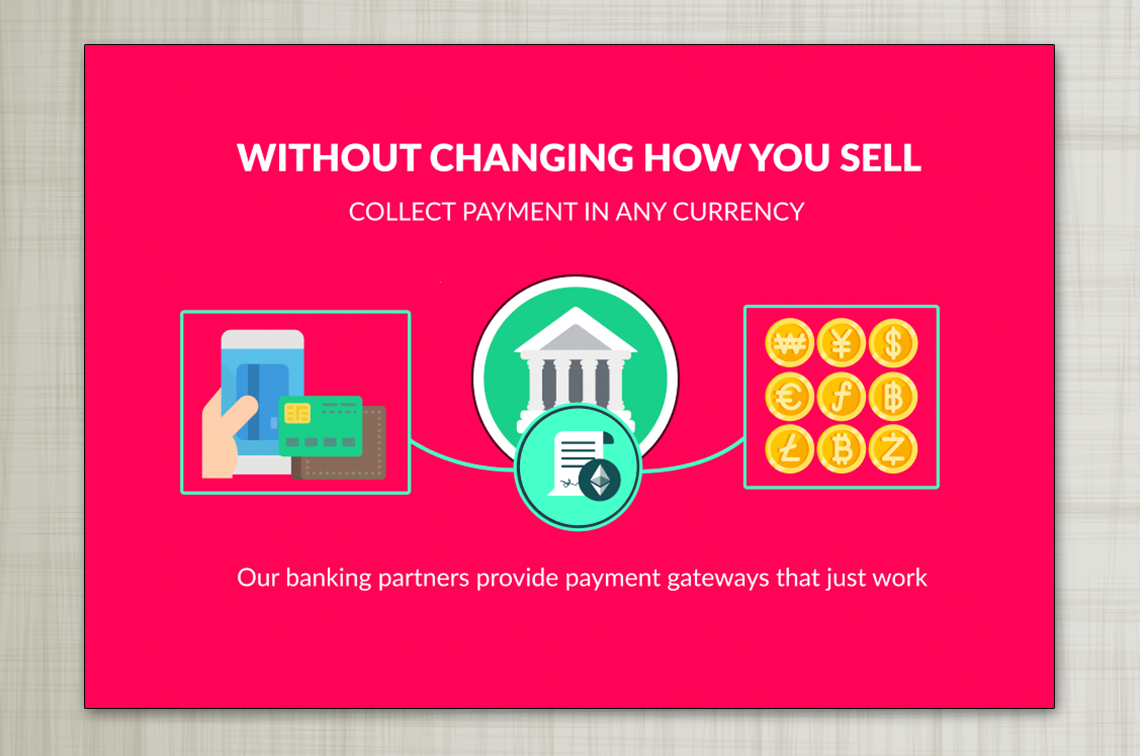 WITHOUT CHANGING HOW YOU SELL
COLLECT PAYMENT IN ANY CURRENCY
₩ ¥ $
€ ƒ ฿
Ł ₿ Ž
Our banking partners provide payment gateways that just work